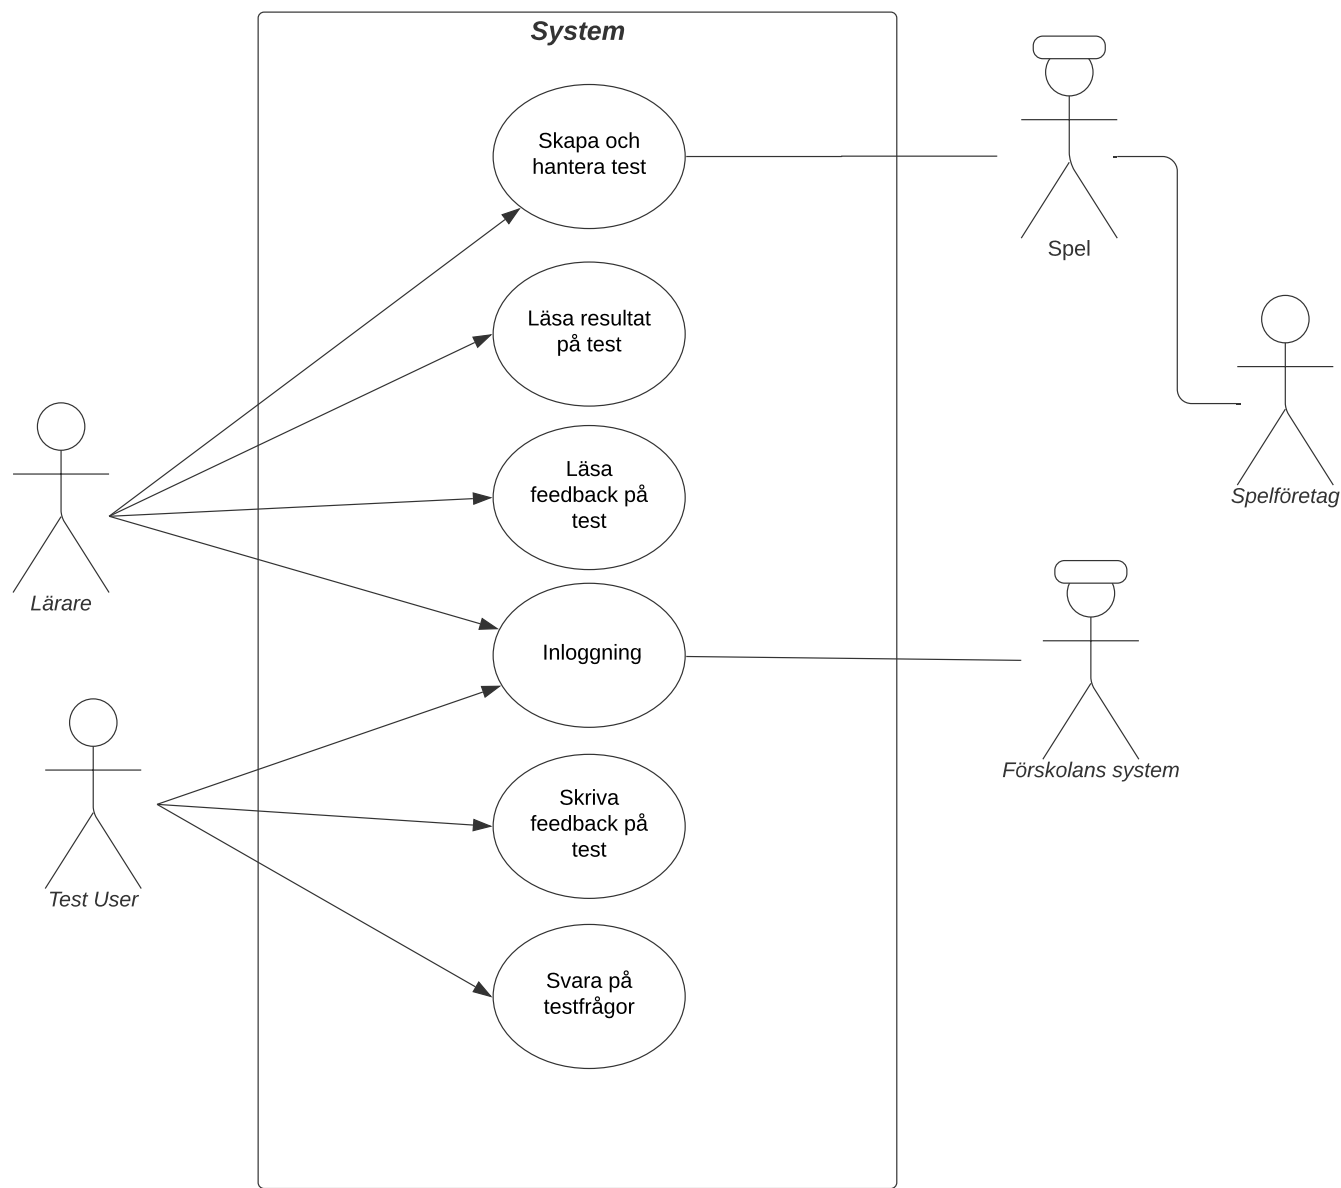 System
Skapa och
hantera test
Spel
Läsa resultat
på test
Läsa
feedback på
test
Spelföretag
Lärare
Inloggning
Förskolans system
Skriva
feedback på
test
Test User
Svara på
testfrågor